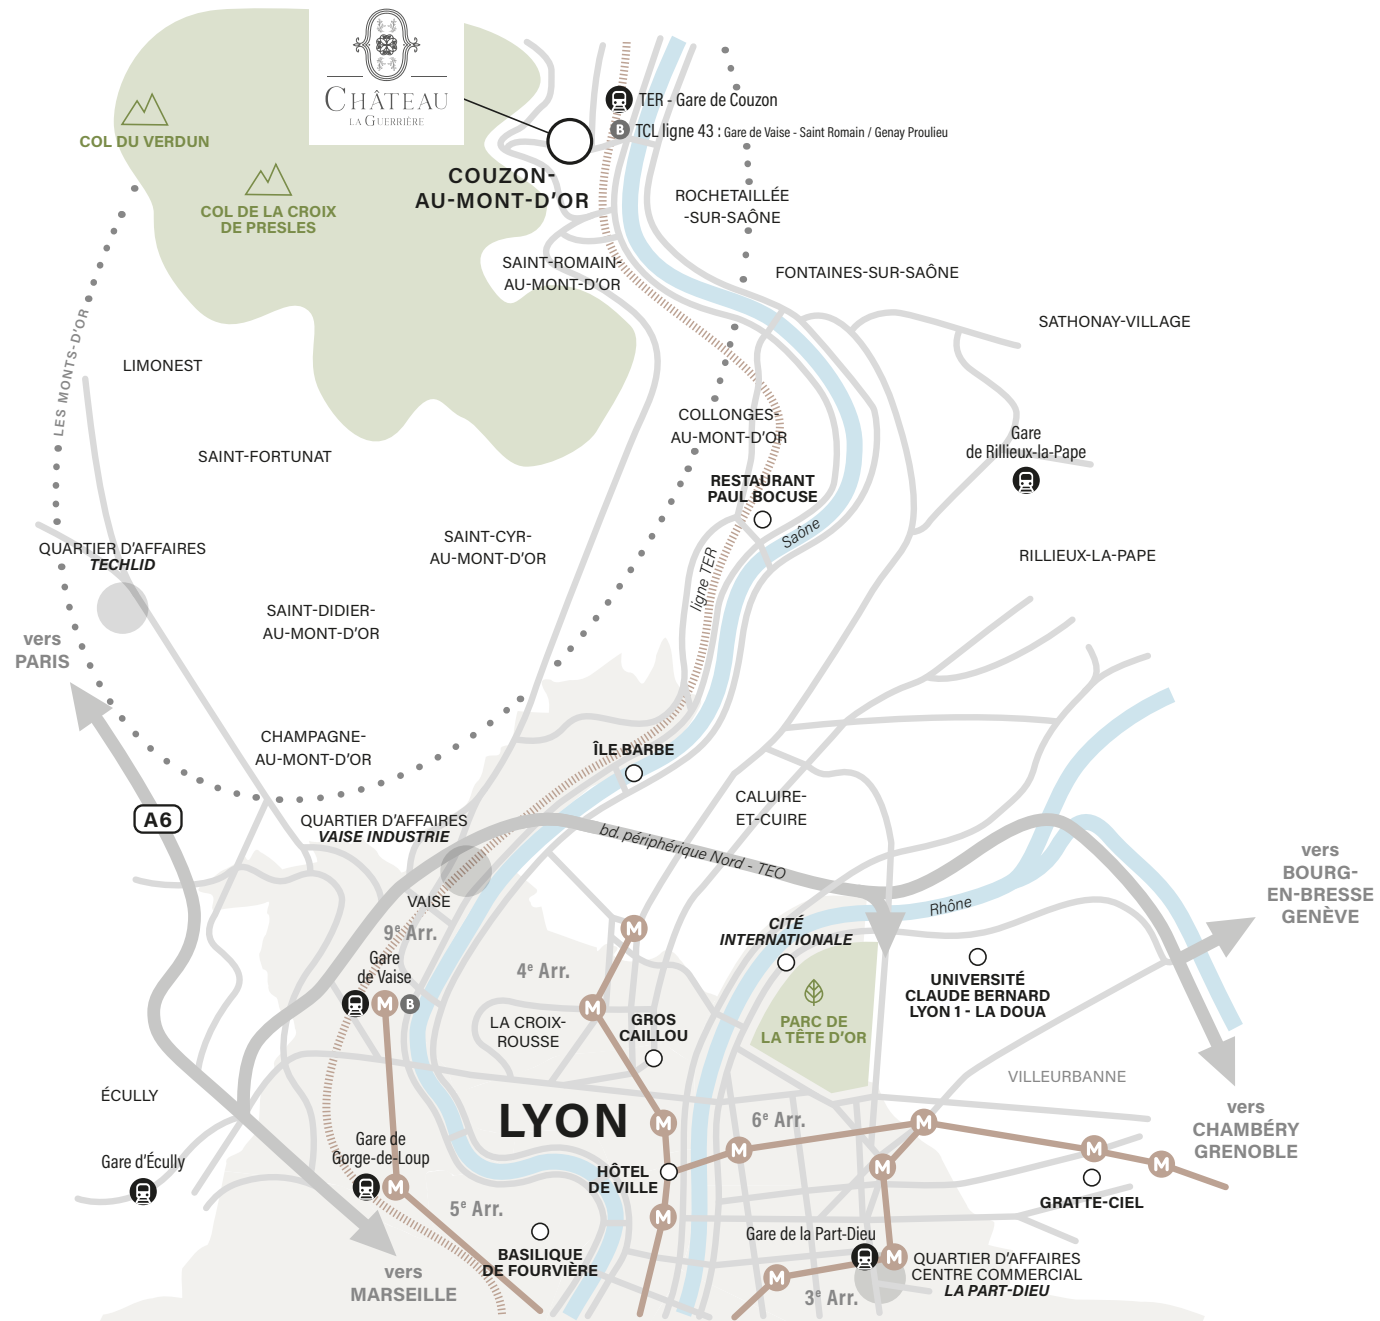 CHÂTEAU
LA GUERRIÈRE
TER - Gare de Couzon
B TCL ligne 43 : Gare de Vaise - Saint Romain / Genay Proulieu
COL DU VERDUN
COUZON-
AU-MONT-D'OR
COL DE LA CROIX
DE PRESLES
ROCHETAILLÉE
-SUR-SAÔNE
SAINT-ROMAIN-
AU-MONT-D'OR
FONTAINES-SUR-SAÔNE
SATHONAY-VILLAGE
LES MONTS-D'OR
LIMONEST
COLLONGES-
AU-MONT-D'OR
Gare
de Rillieux-la-Pape
SAINT-FORTUNAT
RESTAURANT
PAUL BOCUSE
Saône
SAINT-CYR-
AU-MONT-D'OR
QUARTIER D'AFFAIRES
TECHLID
ligne TER
RILLIEUX-LA-PAPE
SAINT-DIDIER-
AU-MONT-D'OR
vers
PARIS
CHAMPAGNE-
AU-MONT-D'OR
ÎLE BARBE
A6
QUARTIER D'AFFAIRES
VAISE INDUSTRIE
CALUIRE-
ET-CUIRE
bd. périphérique Nord - TEO
vers
BOURG-
EN-BRESSE
GENÈVE
VAISE
9e Arr.
Rhône
CITÉ
INTERNATIONALE
M
Gare
de Vaise
M
B
4e Arr.
M
UNIVERSITÉ
CLAUDE BERNARD
LYON 1 - LA DOUA
LA CROIX-
ROUSSE
GROS
CAILLOU
PARC DE
LA TÊTE D'OR
VILLEURBANNE
ÉCULLY
LYON
M
6e Arr.
M
M
vers
CHAMBÉRY
GRENOBLE
Gare d'Écully
Gare de
Gorge-de-Loup
M
HÔTEL
DE VILLE
M
M
M
GRATTE-CIEL
5e Arr.
M
BASILIQUE
DE FOURVIÈRE
Gare de la Part-Dieu
M
QUARTIER D'AFFAIRES
CENTRE COMMERCIAL
LA PART-DIEU
M
3e Arr.
vers
MARSEILLE